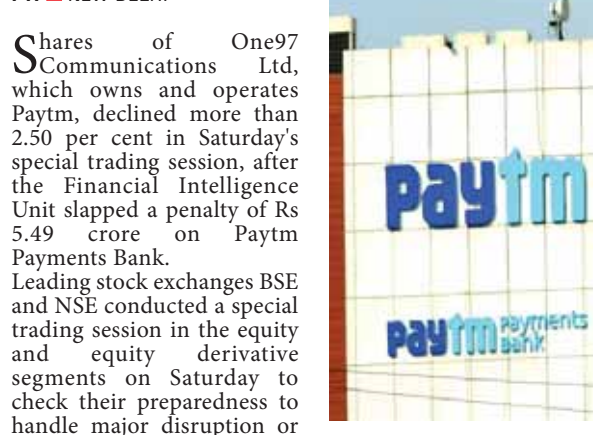 NEW DELHI
Shares of One97
Communications Ltd,
which owns and operates
Paytm, declined more than
2.50 per cent in Saturday's
special trading session, after
the Financial Intelligence
Unit slapped a penalty of Rs
5.49 crore on Paytm
Payments Bank.
Leading stock exchanges BSE
and NSE conducted a special
trading session in the equity
and equity derivative
segments on Saturday to
check their preparedness to
handle major disruption or
paytm
paytm Payments
Bank